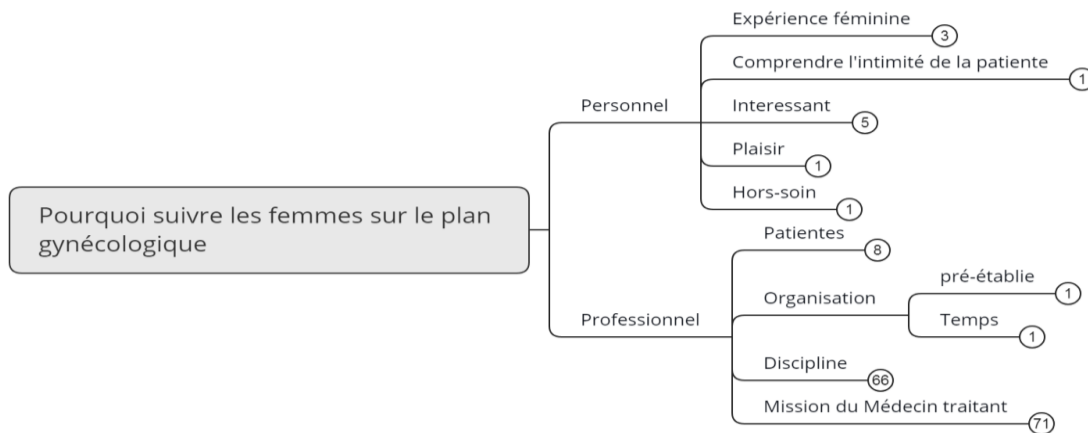 Pourquoi suivre les femmes sur le plan
gynécologique
Personnel
Expérience féminine
3
Comprendre l'intimité de la patiente
1
Interessant
5
Plaisir
1
Hors-soin
1
Professionnel
Patientes
8
Organisation
pré-établie
1
Temps
1
Discipline
66
Mission du Médecin traitant
71